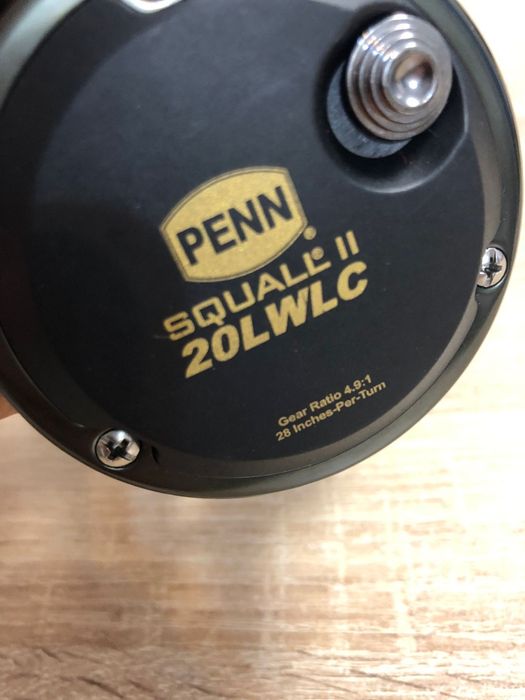 PENN®
SQUALL® II
20LWLC
Gear Ratio 4.9:1
28 Inches-Per-Turn